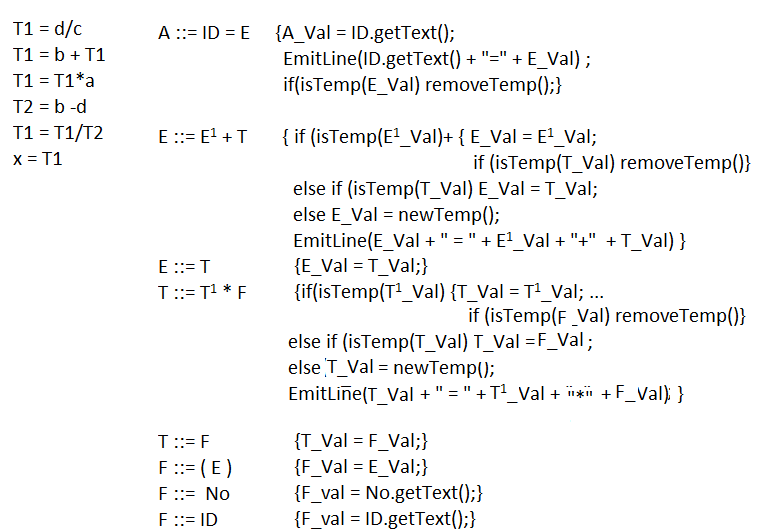 T1 = d/c
T1 = b + T1
T1 = T1*a
T2 = b -d
T1 = T1/T2
x = T1
A ::= ID = E {A_Val = ID.getText();
EmitLine(ID.getText() + "=" + E_Val) ;
if(isTemp(E_Val) removeTemp();}
E ::= E¹ + T { if (isTemp(E¹_Val)+ { E_Val = E¹_Val;
if (isTemp(T_Val) removeTemp()}
else if (isTemp(T_Val) E_Val = T_Val;
else E_Val = newTemp();
EmitLine(E_Val + " = " + E¹_Val + "+" + T_Val) }
E ::= T {E_Val = T_Val;}
T ::= T¹ * F {if(isTemp(T¹_Val) {T_Val = T¹_Val; ...
if (isTemp(F_Val) removeTemp()}
else if (isTemp(T_Val) T_Val =F_Val ;
else T_Val = newTemp();
EmitLine(T_Val + " = " + T¹_Val + "*" + F_Val); }
T ::= F {T_Val = F_Val;}
F ::= ( E ) {F_Val = E_Val;}
F ::= No {F_val = No.getText();}
F ::= ID {F_val = ID.getText();}